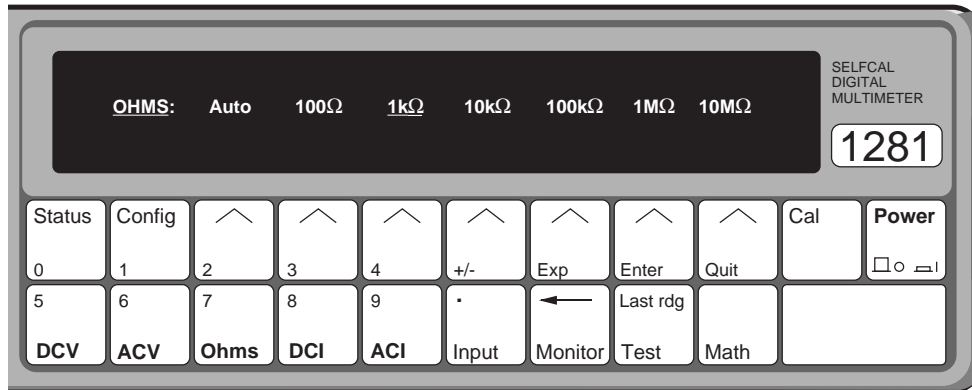 OHMS: Auto 100Ω 1kΩ 10kΩ 100kΩ 1MΩ 10MΩ
SELFCAL
DIGITAL
MULTIMETER
1281
Status Config Cal Power
0 1 2 3 4 +/- Exp Enter Quit
5 6 7 8 9 . Last rdg
DCV ACV Ohms DCI ACI Input Monitor Test Math